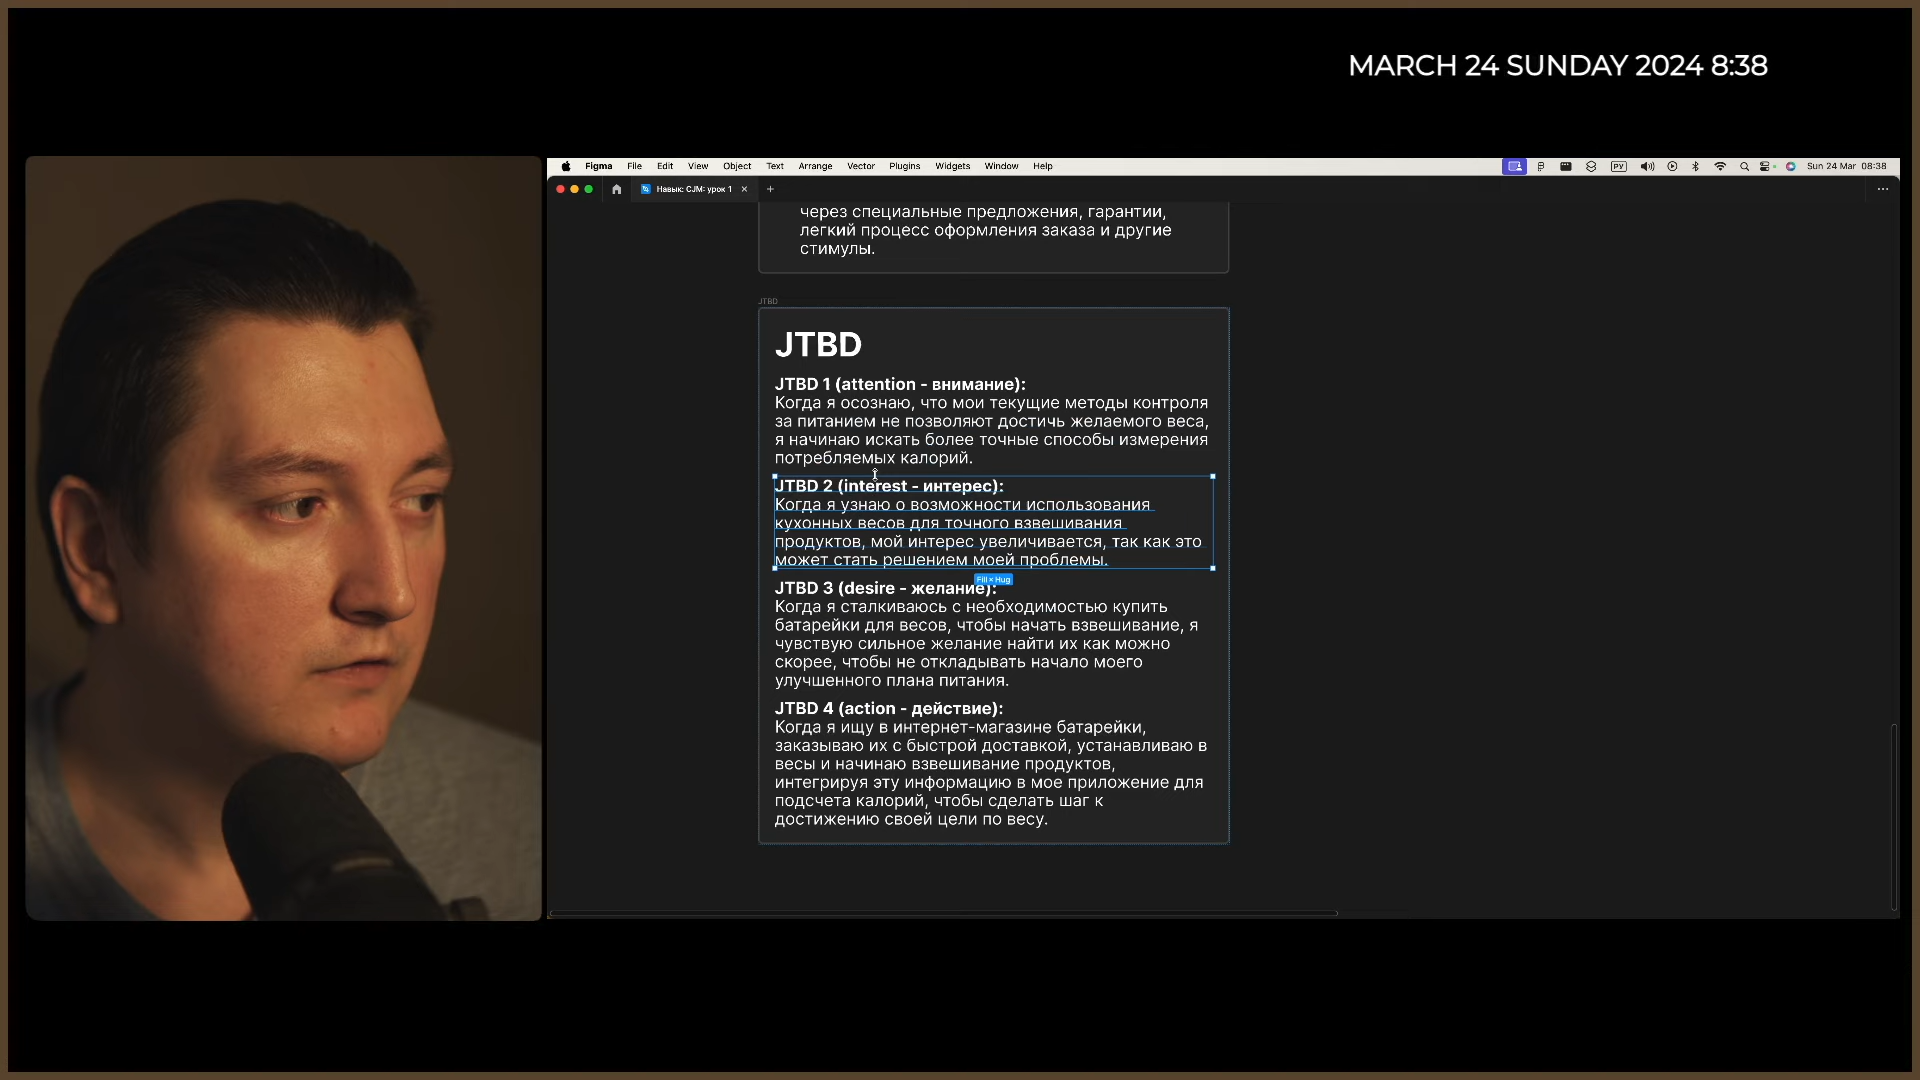 MARCH 24 SUNDAY 2024 8:38
Figma File Edit View Object Text Arrange Vector Plugins Widgets Window Help
РУ
Sun 24 Mar 08:38
Навык: CJM: урок 1
через специальные предложения, гарантии,
легкий процесс оформления заказа и другие
стимулы.
JTBD
JTBD
JTBD 1 (attention - внимание):
Когда я осознаю, что мои текущие методы контроля
за питанием не позволяют достичь желаемого веса,
я начинаю искать более точные способы измерения
потребляемых калорий.
JTBD 2 (interest - интерес):
Когда я узнаю о возможности использования
кухонных весов для точного взвешивания
продуктов, мой интерес увеличивается, так как это
может стать решением моей проблемы.
Fill × Hug
JTBD 3 (desire - желание):
Когда я сталкиваюсь с необходимостью купить
батарейки для весов, чтобы начать взвешивание, я
чувствую сильное желание найти их как можно
скорее, чтобы не откладывать начало моего
улучшенного плана питания.
JTBD 4 (action - действие):
Когда я ищу в интернет-магазине батарейки,
заказываю их с быстрой доставкой, устанавливаю в
весы и начинаю взвешивание продуктов,
интегрируя эту информацию в мое приложение для
подсчета калорий, чтобы сделать шаг к
достижению своей цели по весу.